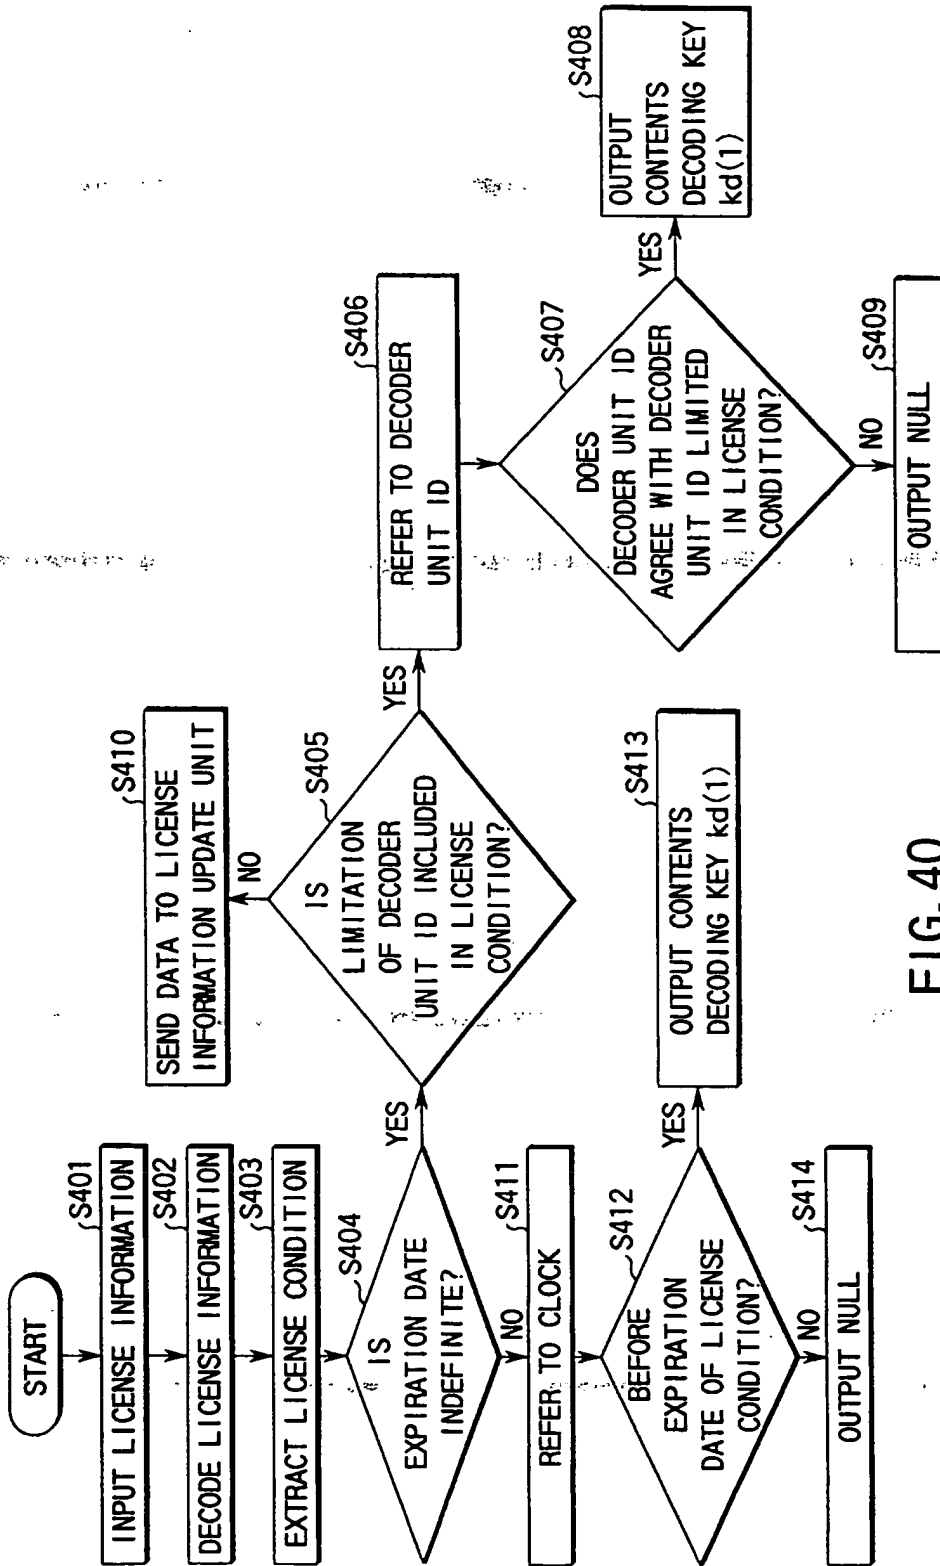 START
S401
INPUT LICENSE INFORMATION
S402
DECODE LICENSE INFORMATION
S403
EXTRACT LICENSE CONDITION
S404
IS
EXPIRATION DATE
INDEFINITE?
YES
NO
S411
REFER TO CLOCK
S412
BEFORE
EXPIRATION
DATE OF LICENSE
CONDITION?
YES
NO
S414
OUTPUT NULL
S410
SEND DATA TO LICENSE
INFORMATION UPDATE UNIT
NO
S405
IS
LIMITATION
OF DECODER
UNIT ID INCLUDED
IN LICENSE
CONDITION?
YES
S413
OUTPUT CONTENTS
DECODING KEY kd(1)
S406
REFER TO DECODER
UNIT ID
S407
DOES
DECODER UNIT ID
AGREE WITH DECODER
UNIT ID LIMITED
IN LICENSE
CONDITION?
YES
NO
S409
OUTPUT NULL
S408
OUTPUT
CONTENTS
DECODING KEY
kd(1)
FIG. 40